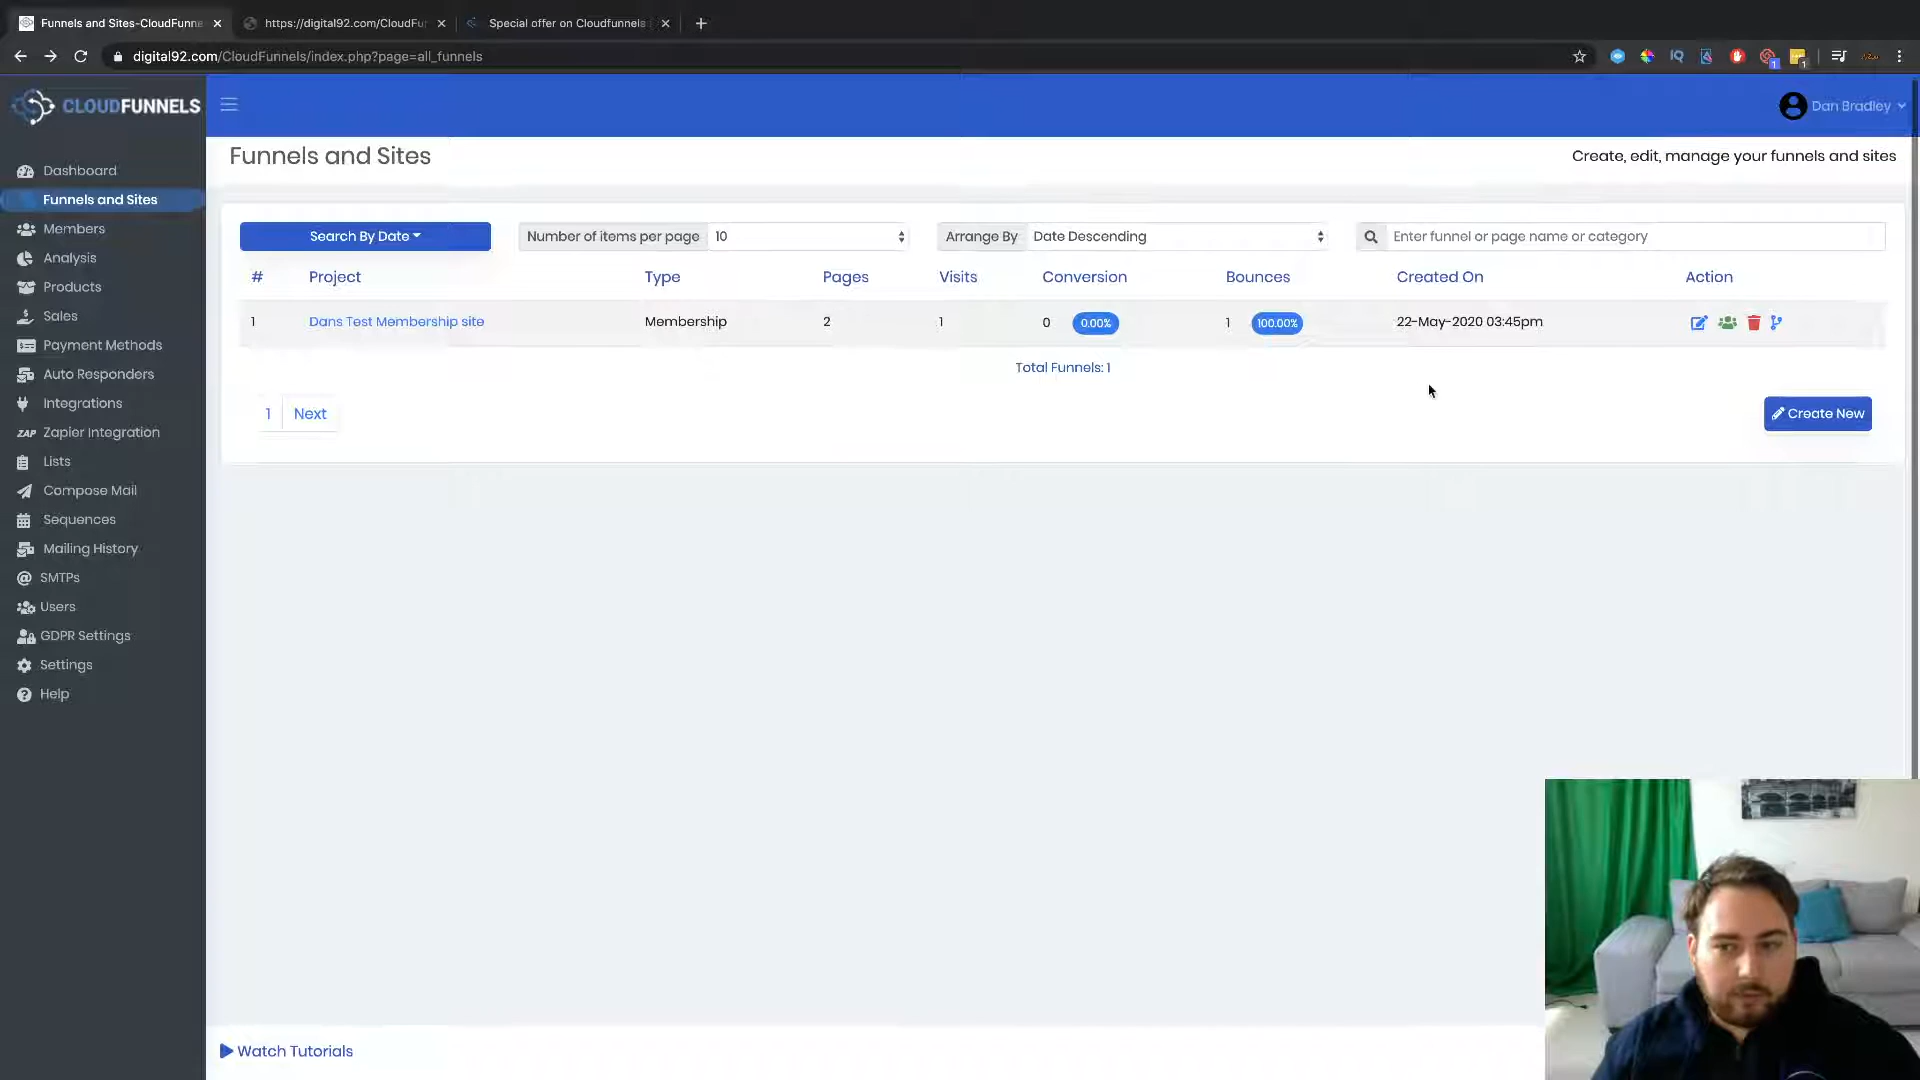 Funnels and Sites-CloudFunne
https://digital92.com/CloudFu
Special offer on Cloudfunnels
digital92.com/CloudFunnels/index.php?page=all_funnels
IQ
1
1
CLOUDFUNNELS
Dan Bradley
Dashboard
Funnels and Sites
Members
Analysis
Products
Sales
Payment Methods
Auto Responders
Integrations
ZAP Zapier Integration
Lists
Compose Mail
Sequences
Mailing History
SMTPs
Users
GDPR Settings
Settings
Help
Funnels and Sites
Create, edit, manage your funnels and sites
Search By Date
Number of items per page 10
Arrange By Date Descending
Enter funnel or page name or category
# Project Type Pages Visits Conversion Bounces Created On Action
1 Dans Test Membership site Membership 2 1 0 0.00% 1 100.00% 22-May-2020 03:45pm
Total Funnels: 1
1 Next
Create New
Watch Tutorials